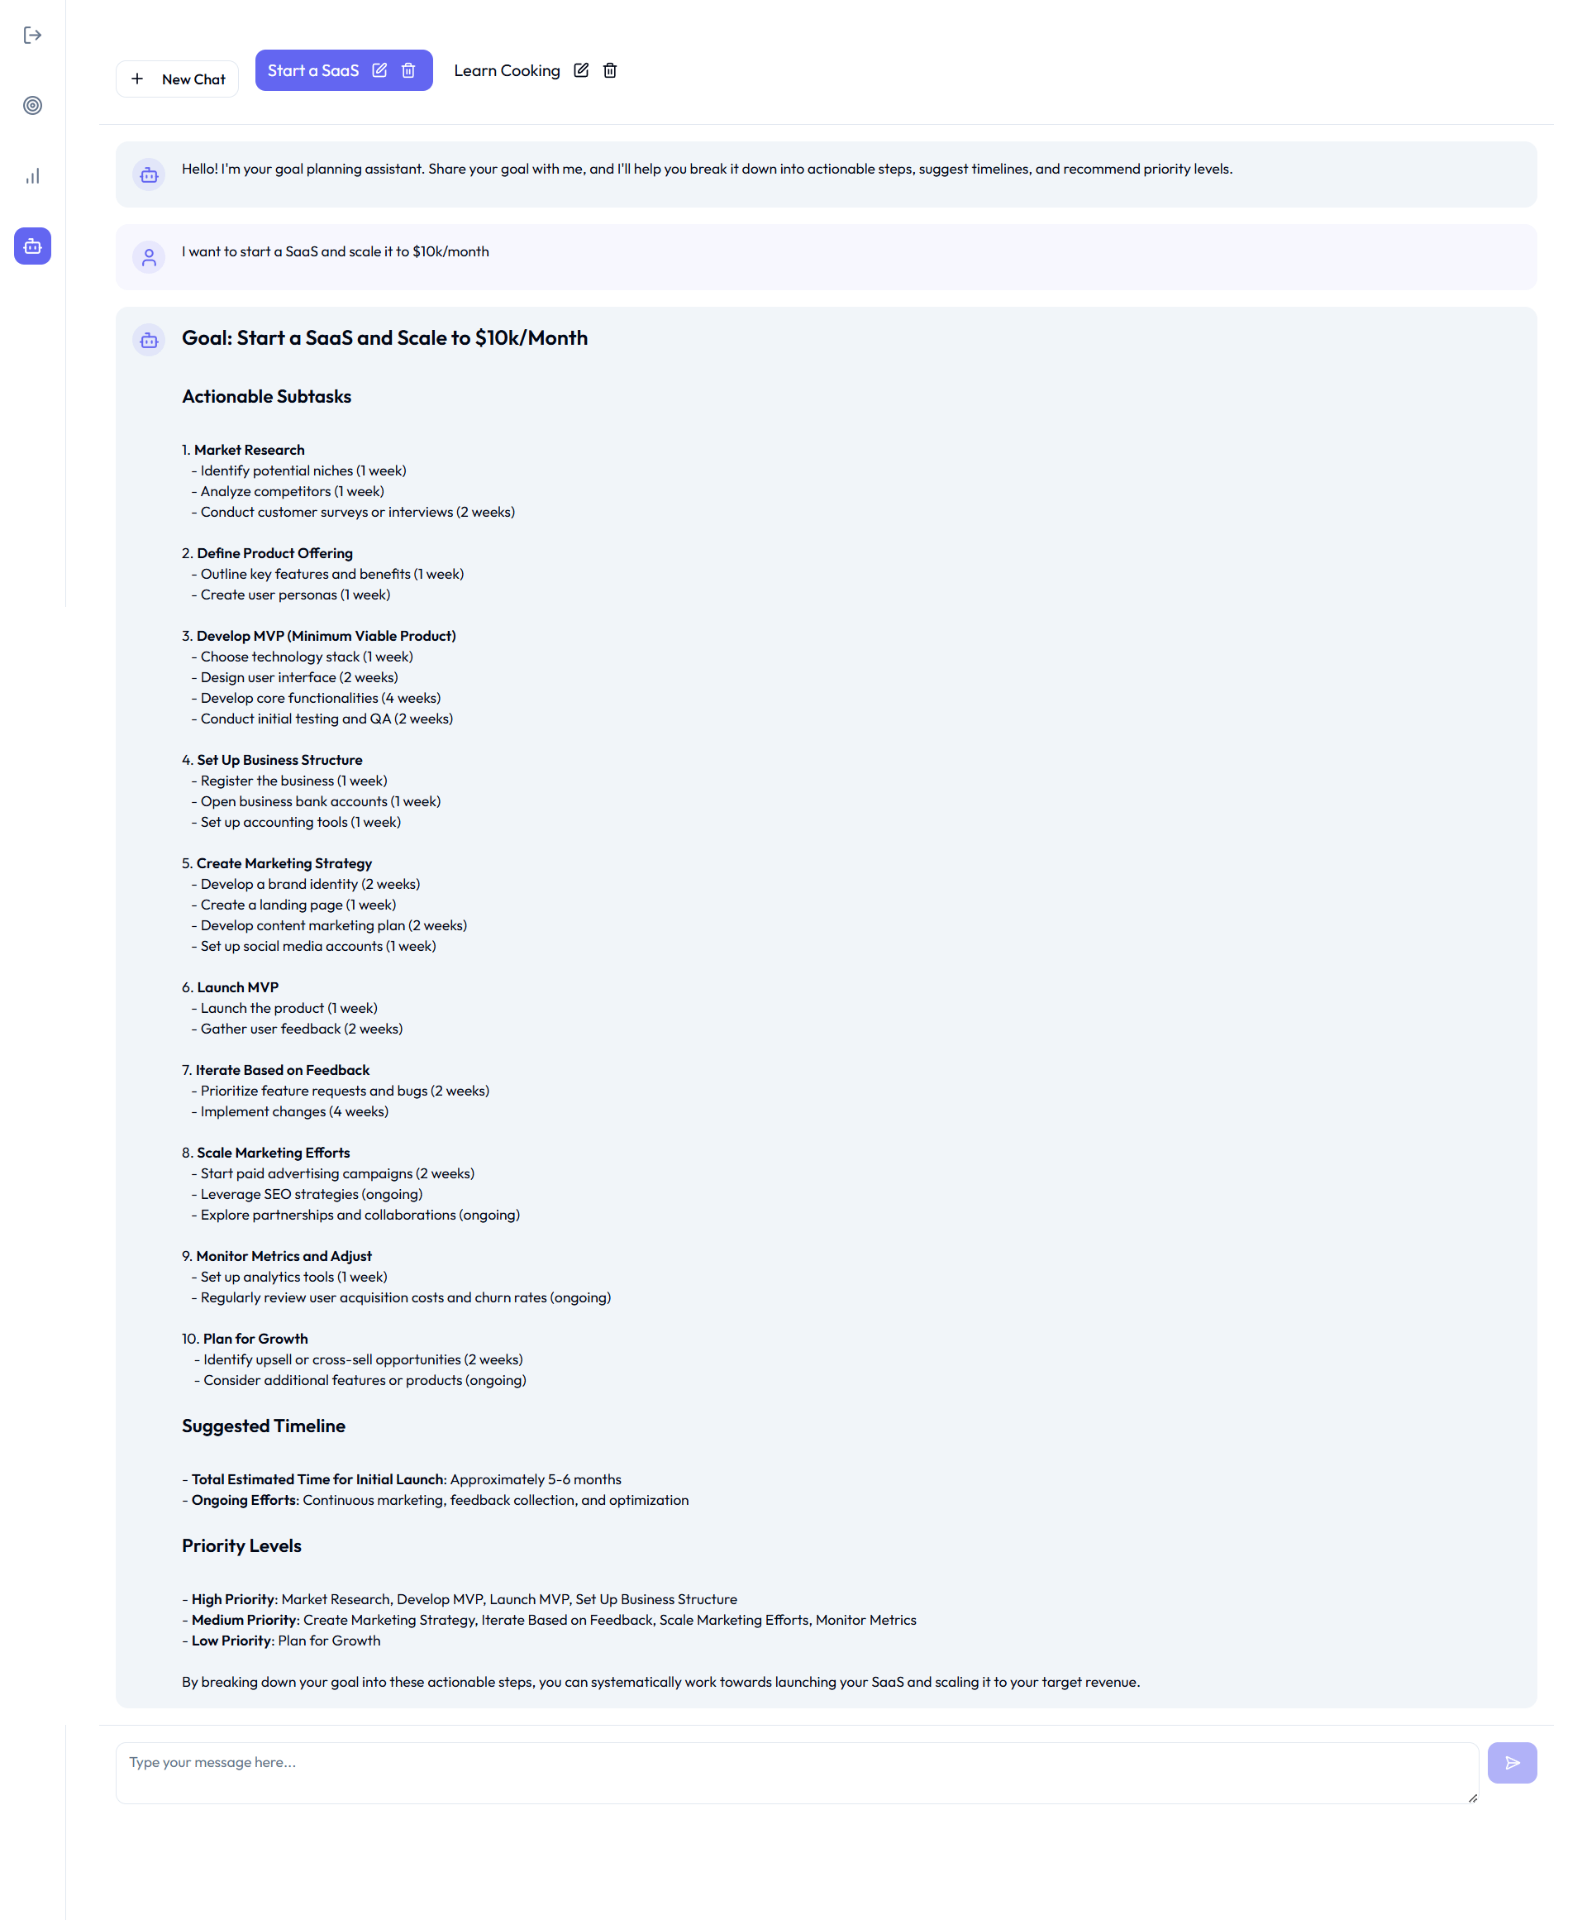 New Chat
Start a SaaS
Learn Cooking
Hello! I'm your goal planning assistant. Share your goal with me, and I'll help you break it down into actionable steps, suggest timelines, and recommend priority levels.
I want to start a SaaS and scale it to $10k/month
Goal: Start a SaaS and Scale to $10k/Month
Actionable Subtasks
1. Market Research
- Identify potential niches (1 week)
- Analyze competitors (1 week)
- Conduct customer surveys or interviews (2 weeks)
2. Define Product Offering
- Outline key features and benefits (1 week)
- Create user personas (1 week)
3. Develop MVP (Minimum Viable Product)
- Choose technology stack (1 week)
- Design user interface (2 weeks)
- Develop core functionalities (4 weeks)
- Conduct initial testing and QA (2 weeks)
4. Set Up Business Structure
- Register the business (1 week)
- Open business bank accounts (1 week)
- Set up accounting tools (1 week)
5. Create Marketing Strategy
- Develop a brand identity (2 weeks)
- Create a landing page (1 week)
- Develop content marketing plan (2 weeks)
- Set up social media accounts (1 week)
6. Launch MVP
- Launch the product (1 week)
- Gather user feedback (2 weeks)
7. Iterate Based on Feedback
- Prioritize feature requests and bugs (2 weeks)
- Implement changes (4 weeks)
8. Scale Marketing Efforts
- Start paid advertising campaigns (2 weeks)
- Leverage SEO strategies (ongoing)
- Explore partnerships and collaborations (ongoing)
9. Monitor Metrics and Adjust
- Set up analytics tools (1 week)
- Regularly review user acquisition costs and churn rates (ongoing)
10. Plan for Growth
- Identify upsell or cross-sell opportunities (2 weeks)
- Consider additional features or products (ongoing)
Suggested Timeline
- Total Estimated Time for Initial Launch: Approximately 5-6 months
- Ongoing Efforts: Continuous marketing, feedback collection, and optimization
Priority Levels
- High Priority: Market Research, Develop MVP, Launch MVP, Set Up Business Structure
- Medium Priority: Create Marketing Strategy, Iterate Based on Feedback, Scale Marketing Efforts, Monitor Metrics
- Low Priority: Plan for Growth
By breaking down your goal into these actionable steps, you can systematically work towards launching your SaaS and scaling it to your target revenue.
Type your message here...